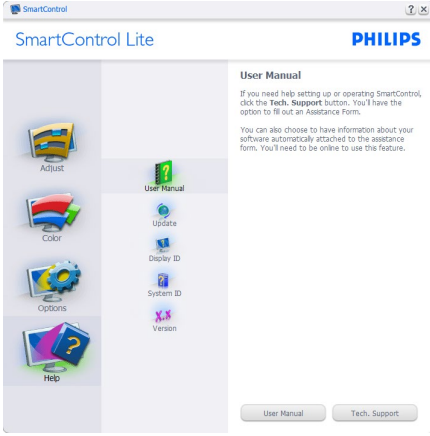 SmartControl
SmartControl Lite
PHILIPS
Adjust
Color
Options
Help
User Manual
Update
Display ID
System ID
X.X
Version
User Manual
If you need help setting up or operating SmartControl,
click the Tech. Support button. You'll have the
option to fill out an Assistance Form.
You can also choose to have information about your
software automatically attached to the assistance
form. You'll need to be online to use this feature.
User Manual
Tech. Support